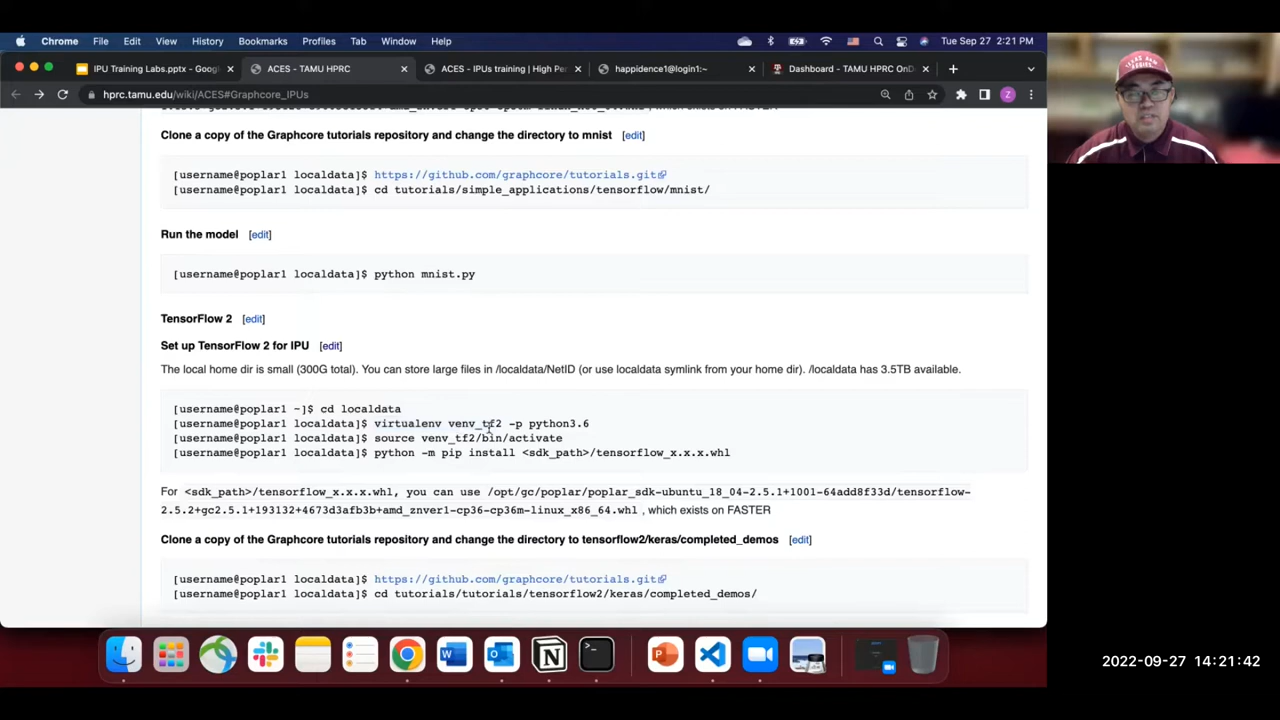 Chrome File Edit View History Bookmarks Profiles Tab Window Help Tue Sep 27 2:21 PM
IPU Training Labs.pptx - Googl ACES - TAMU HPRC ACES - IPUs training | High Per happidence1@login1:~ Dashboard - TAMU HPRC OnD
hprc.tamu.edu/wiki/ACES#Graphcore_IPUs Z
Clone a copy of the Graphcore tutorials repository and change the directory to mnist [edit]
[username@poplar1 localdata]$ https://github.com/graphcore/tutorials.git
[username@poplar1 localdata]$ cd tutorials/simple_applications/tensorflow/mnist/
Run the model [edit]
[username@poplar1 localdata]$ python mnist.py
TensorFlow 2 [edit]
Set up TensorFlow 2 for IPU [edit]
The local home dir is small (300G total). You can store large files in /localdata/NetID (or use localdata symlink from your home dir). /localdata has 3.5TB available.
[username@poplar1 ~]$ cd localdata
[username@poplar1 localdata]$ virtualenv venv_tf2 -p python3.6
[username@poplar1 localdata]$ source venv_tf2/bin/activate
[username@poplar1 localdata]$ python -m pip install <sdk_path>/tensorflow_x.x.x.whl
For <sdk_path>/tensorflow_x.x.x.whl, you can use /opt/gc/poplar/poplar_sdk-ubuntu_18_04-2.5.1+1001-64add8f33d/tensorflow-
2.5.2+gc2.5.1+193132+4673d3afb3b+amd_znver1-cp36-cp36m-linux_x86_64.whl , which exists on FASTER
Clone a copy of the Graphcore tutorials repository and change the directory to tensorflow2/keras/completed_demos [edit]
[username@poplar1 localdata]$ https://github.com/graphcore/tutorials.git
[username@poplar1 localdata]$ cd tutorials/tutorials/tensorflow2/keras/completed_demos/
2022-09-27 14:21:42